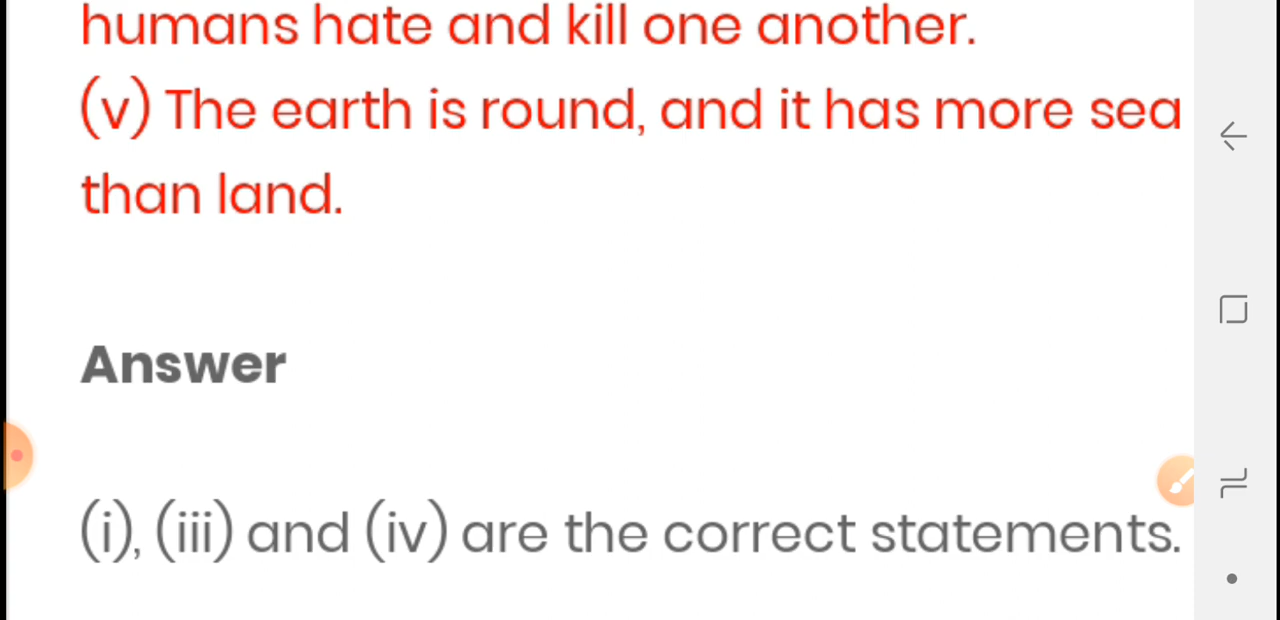 humans hate and kill one another.
(v) The earth is round, and it has more sea
than land.
Answer
(i), (iii) and (iv) are the correct statements.